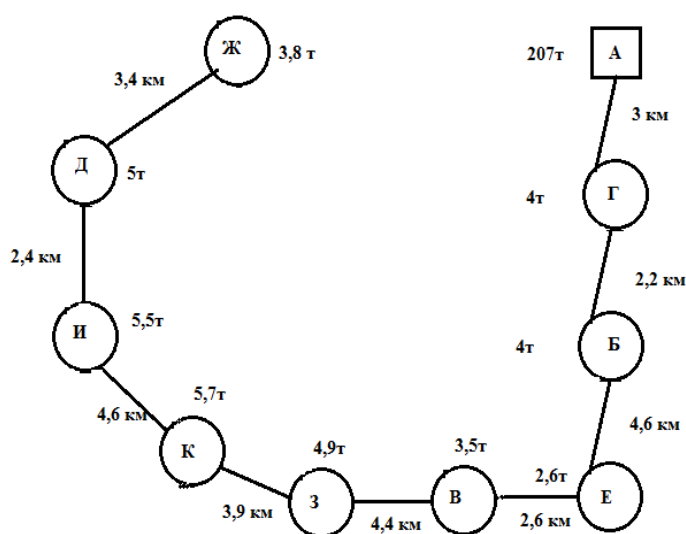 Ж
3,8 т
207т
А
3,4 км
3 км
Д
5т
4т
Г
2,4 км
2,2 км
И
5,5т
4т
Б
4,6 км
5,7т
4,6 км
К
4,9т
3,5т
2,6т
Е
3,9 км
З
4,4 км
В
2,6 км